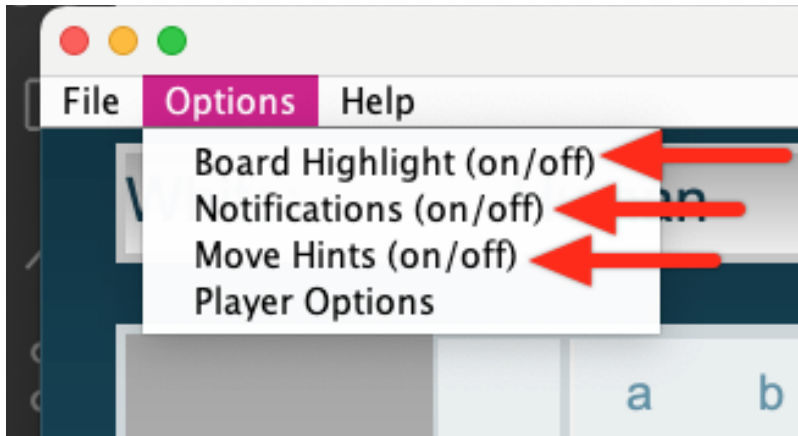 File Options Help
Board Highlight (on/off)
Notifications (on/off)
Move Hints (on/off)
Player Options
a b